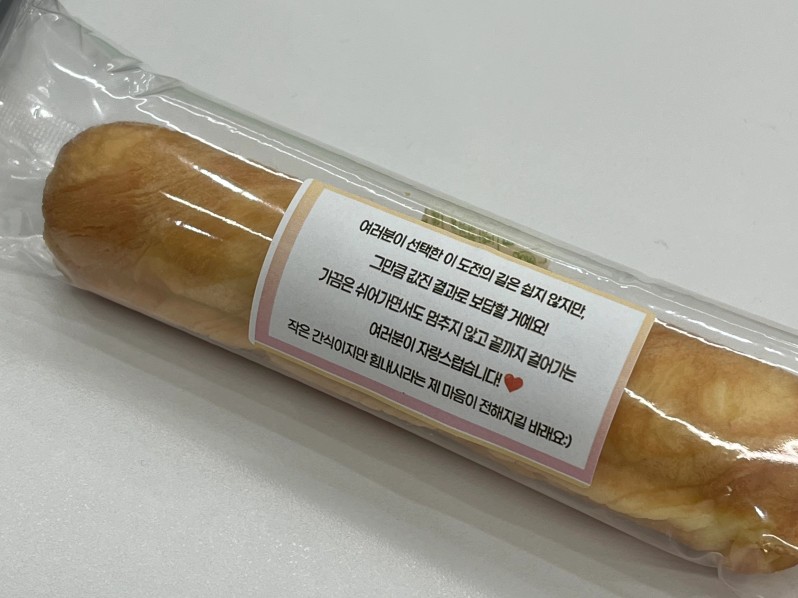 여러분이 선택한 이 도전의 길은 쉽지 않지만,
그만큼 값진 결과로 보답할 거예요!
가끔은 쉬어가면서도 멈추지 않고 끝까지 걸어가는
여러분이 자랑스럽습니다! ❤️
작은 간식이지만 힘내시라는 제 마음이 전해지길 바래요:)